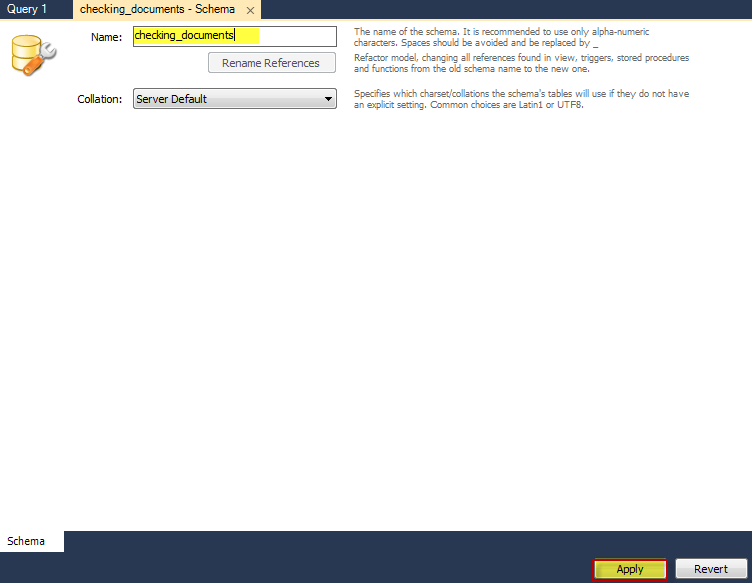 Query 1
checking_documents - Schema
Name: checking_documents
The name of the schema. It is recommended to use only alpha-numeric
characters. Spaces should be avoided and be replaced by _
Rename References
Refactor model, changing all references found in view, triggers, stored procedures
and functions from the old schema name to the new one.
Collation: Server Default
Specifies which charset/collations the schema's tables will use if they do not have
an explicit setting. Common choices are Latin1 or UTF8.
Schema
Apply
Revert